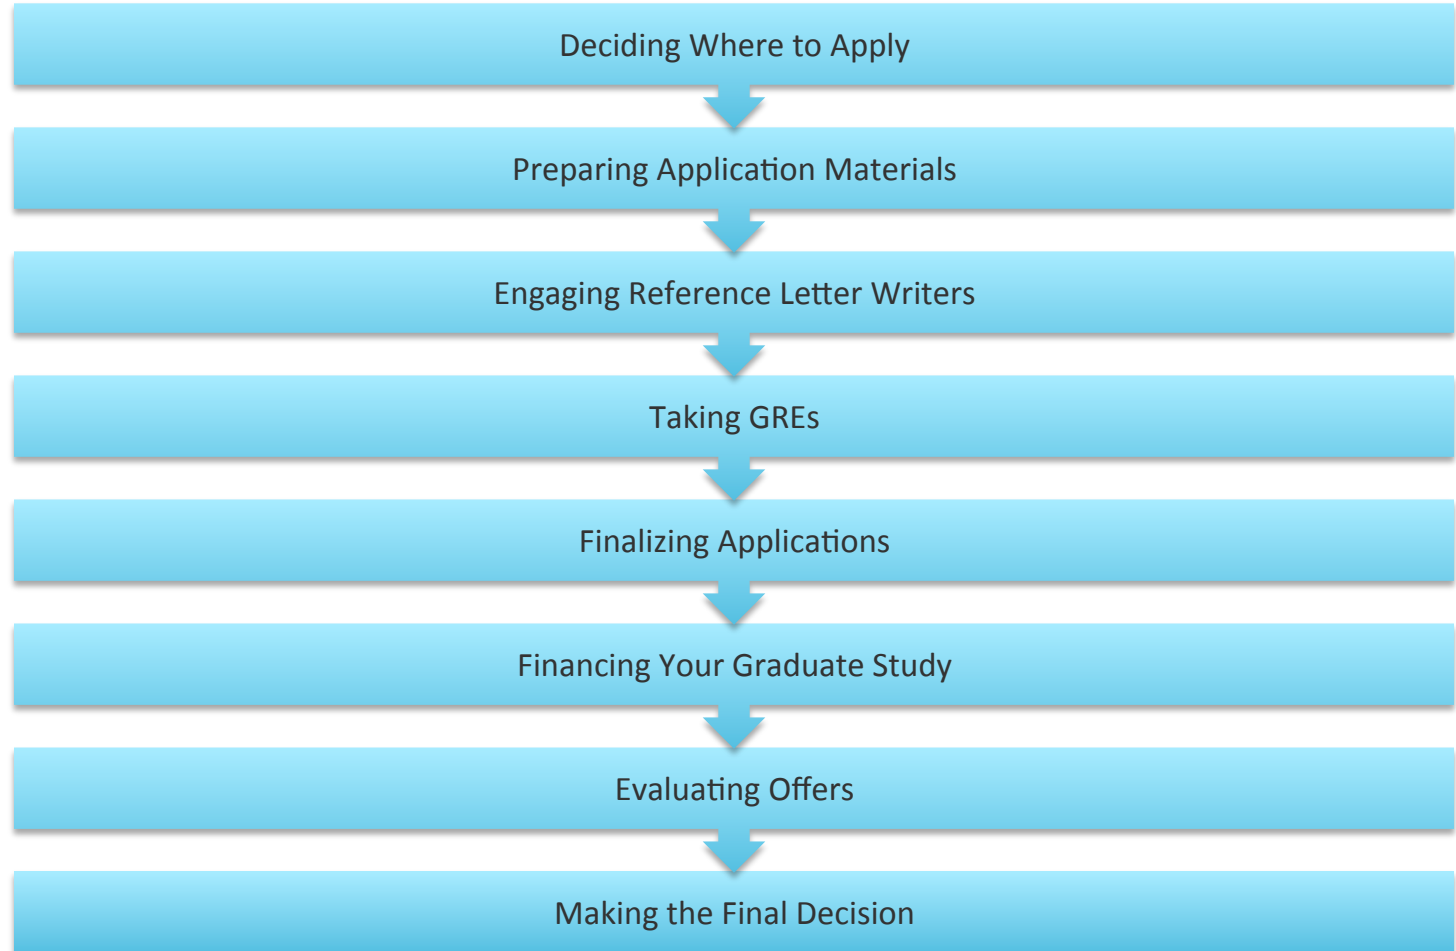 Deciding Where to Apply
Preparing Application Materials
Engaging Reference Letter Writers
Taking GREs
Finalizing Applications
Financing Your Graduate Study
Evaluating Offers
Making the Final Decision